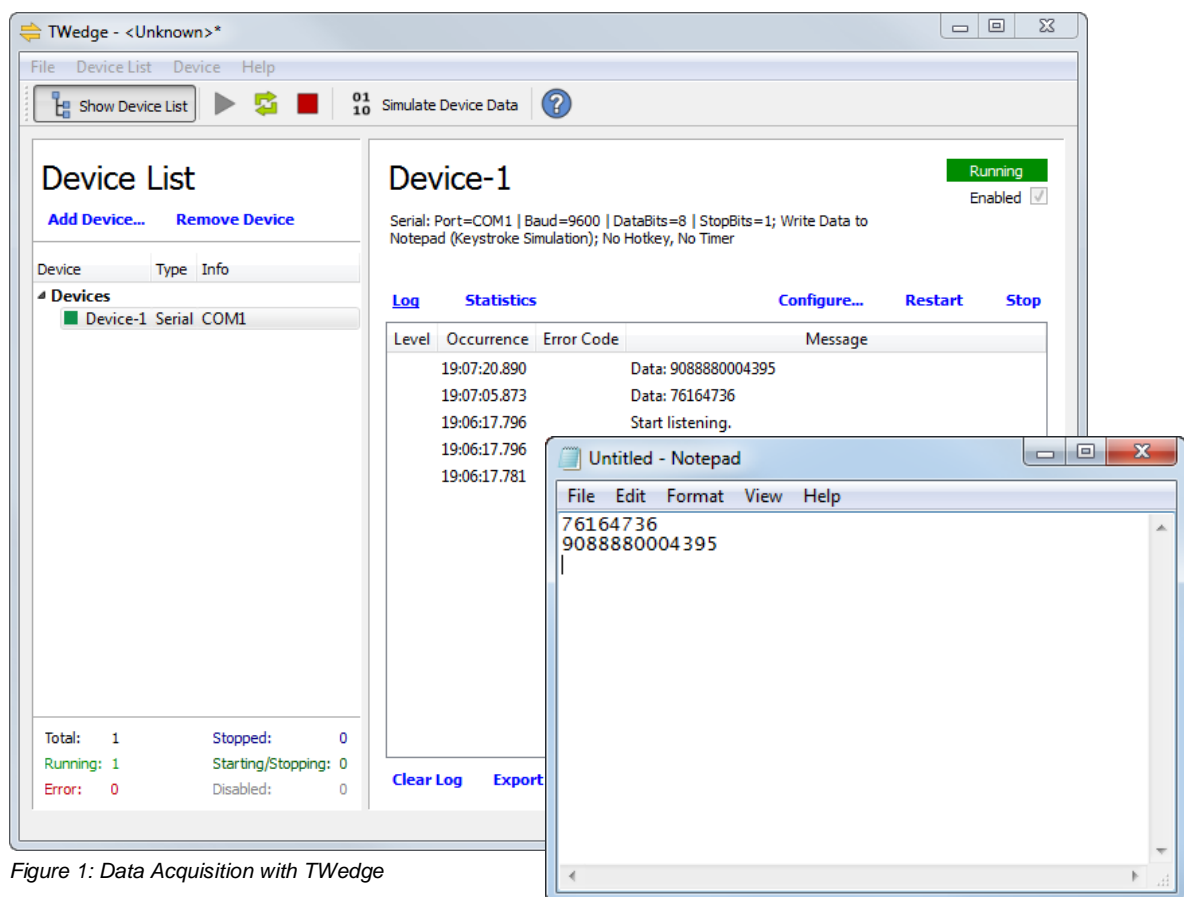 TWedge - <Unknown>*
File Device List Device Help
Show Device List
01
10
Simulate Device Data
?
Device List
Add Device... Remove Device
Device Type Info
Devices
Device-1 Serial COM1
Total: 1 Stopped: 0
Running: 1 Starting/Stopping: 0
Error: 0 Disabled: 0
Device-1
Running
Enabled
Serial: Port=COM1 | Baud=9600 | DataBits=8 | StopBits=1; Write Data to
Notepad (Keystroke Simulation); No Hotkey, No Timer
Log Statistics Configure... Restart Stop
Level Occurrence Error Code Message
19:07:20.890 Data: 9088880004395
19:07:05.873 Data: 76164736
19:06:17.796 Start listening.
19:06:17.796
19:06:17.781
Clear Log Export
Untitled - Notepad
File Edit Format View Help
76164736
9088880004395
Figure 1: Data Acquisition with TWedge